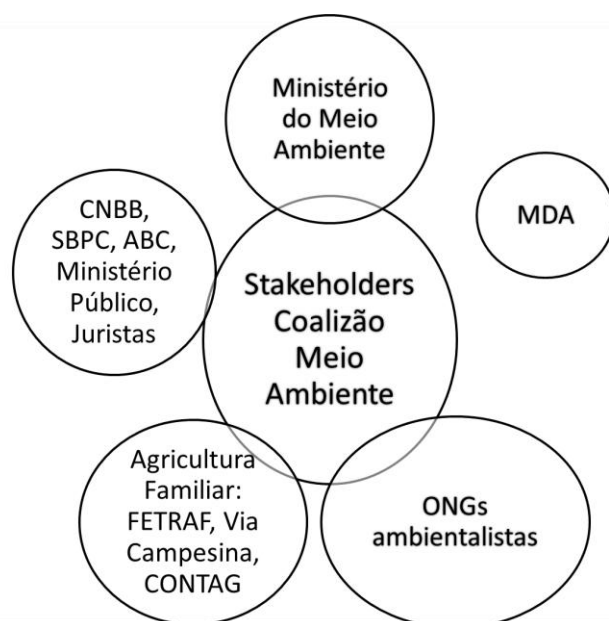 Ministério
do Meio
Ambiente
MDA
CNBB,
SBPC, ABC,
Ministério
Público,
Juristas
Stakeholders
Coalizão
Meio
Ambiente
Agricultura
Familiar:
FETRAF, Via
Campesina,
CONTAG
ONGs
ambientalistas